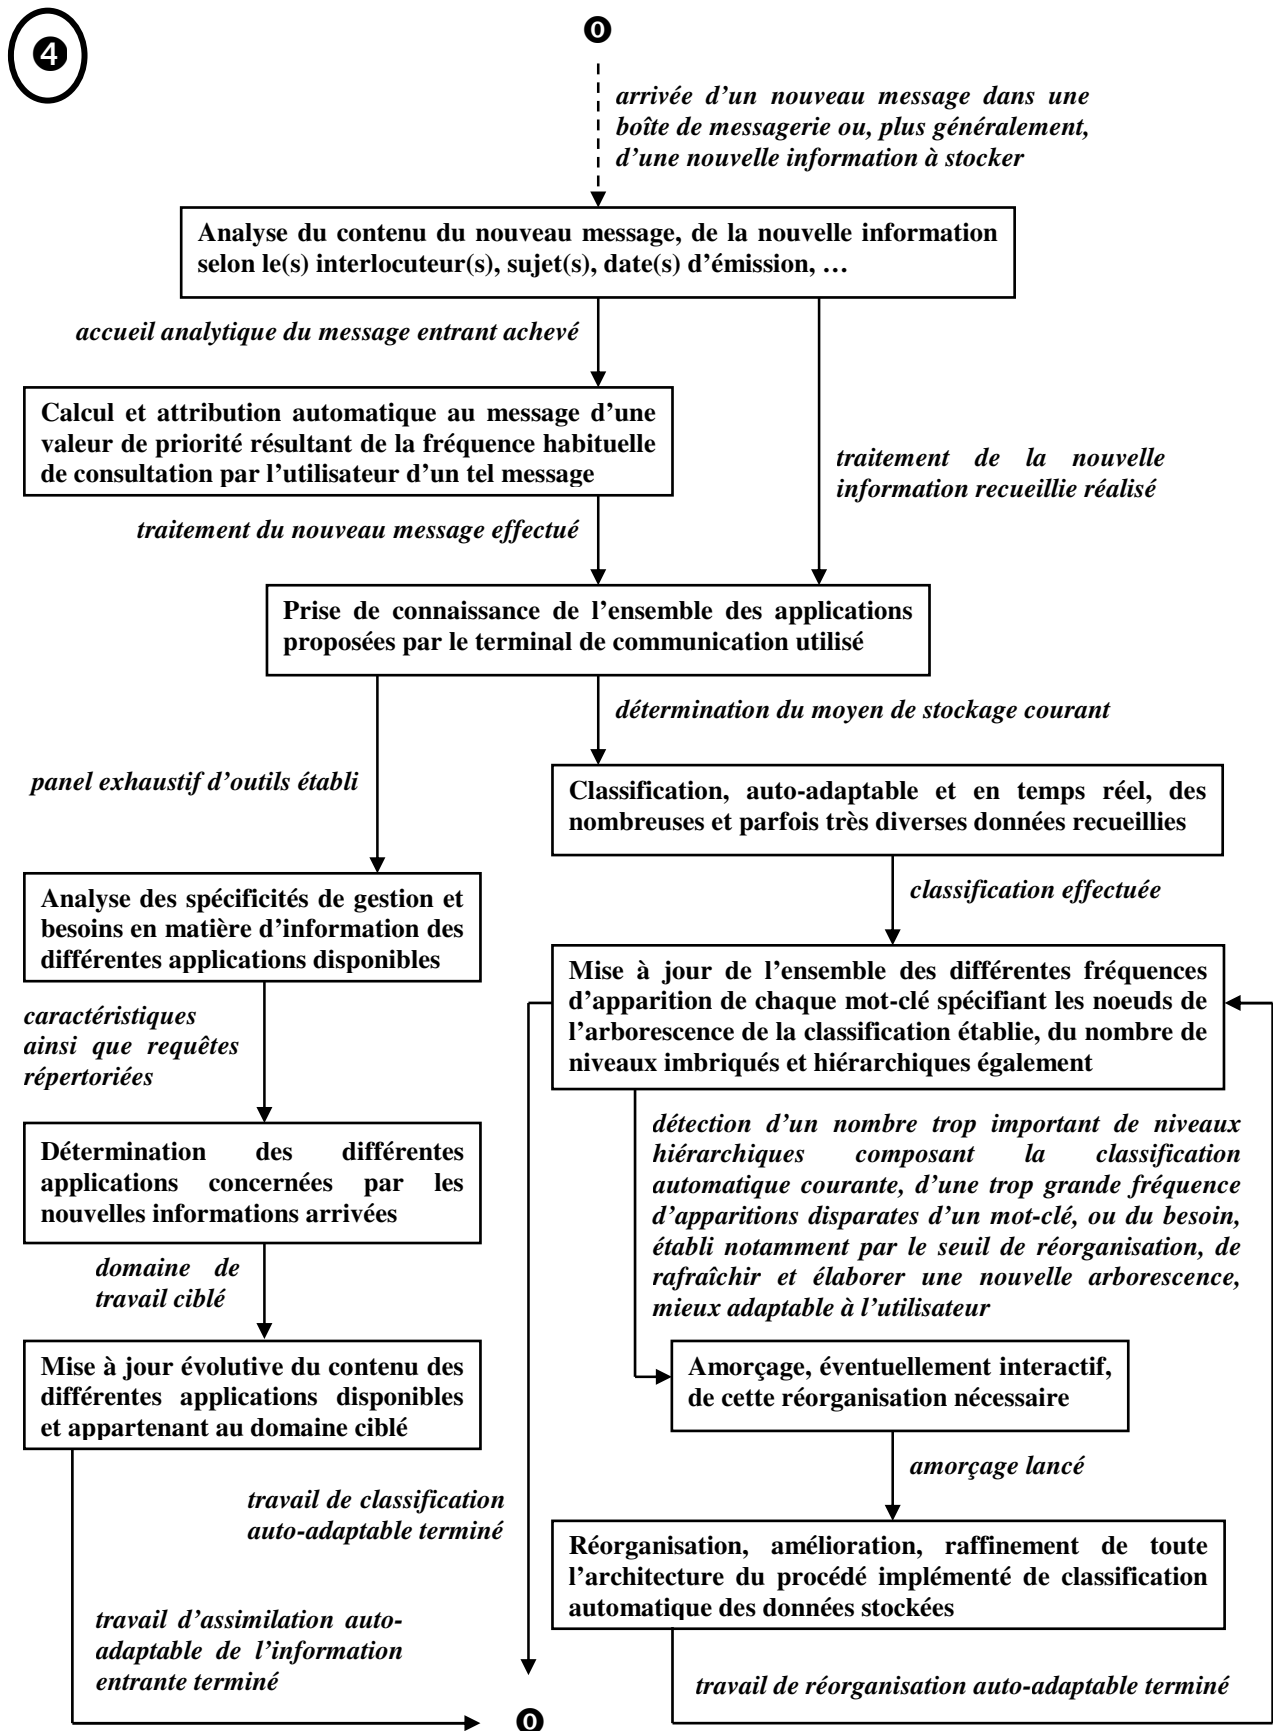 ❹
⓿
arrivée d’un nouveau message dans une
boîte de messagerie ou, plus généralement,
d’une nouvelle information à stocker
Analyse du contenu du nouveau message, de la nouvelle information
selon le(s) interlocuteur(s), sujet(s), date(s) d’émission, …
accueil analytique du message entrant achevé
Calcul et attribution automatique au message d’une
valeur de priorité résultant de la fréquence habituelle
de consultation par l’utilisateur d’un tel message
traitement de la nouvelle
information recueillie réalisé
traitement du nouveau message effectué
Prise de connaissance de l’ensemble des applications
proposées par le terminal de communication utilisé
détermination du moyen de stockage courant
panel exhaustif d’outils établi
Classification, auto-adaptable et en temps réel, des
nombreuses et parfois très diverses données recueillies
classification effectuée
Analyse des spécificités de gestion et
besoins en matière d’information des
différentes applications disponibles
Mise à jour de l’ensemble des différentes fréquences
d’apparition de chaque mot-clé spécifiant les noeuds de
l’arborescence de la classification établie, du nombre de
niveaux imbriqués et hiérarchiques également
caractéristiques
ainsi que requêtes
répertoriées
détection d’un nombre trop important de niveaux
hiérarchiques composant la classification
automatique courante, d’une trop grande fréquence
d’apparitions disparates d’un mot-clé, ou du besoin,
établi notamment par le seuil de réorganisation, de
rafraîchir et élaborer une nouvelle arborescence,
mieux adaptable à l’utilisateur
Détermination des différentes
applications concernées par les
nouvelles informations arrivées
domaine de
travail ciblé
Mise à jour évolutive du contenu des
différentes applications disponibles
et appartenant au domaine ciblé
Amorçage, éventuellement interactif,
de cette réorganisation nécessaire
amorçage lancé
travail de classification
auto-adaptable terminé
Réorganisation, amélioration, raffinement de toute
l’architecture du procédé implémenté de classification
automatique des données stockées
travail d’assimilation auto-
adaptable de l’information
entrante terminé
travail de réorganisation auto-adaptable terminé
⓿